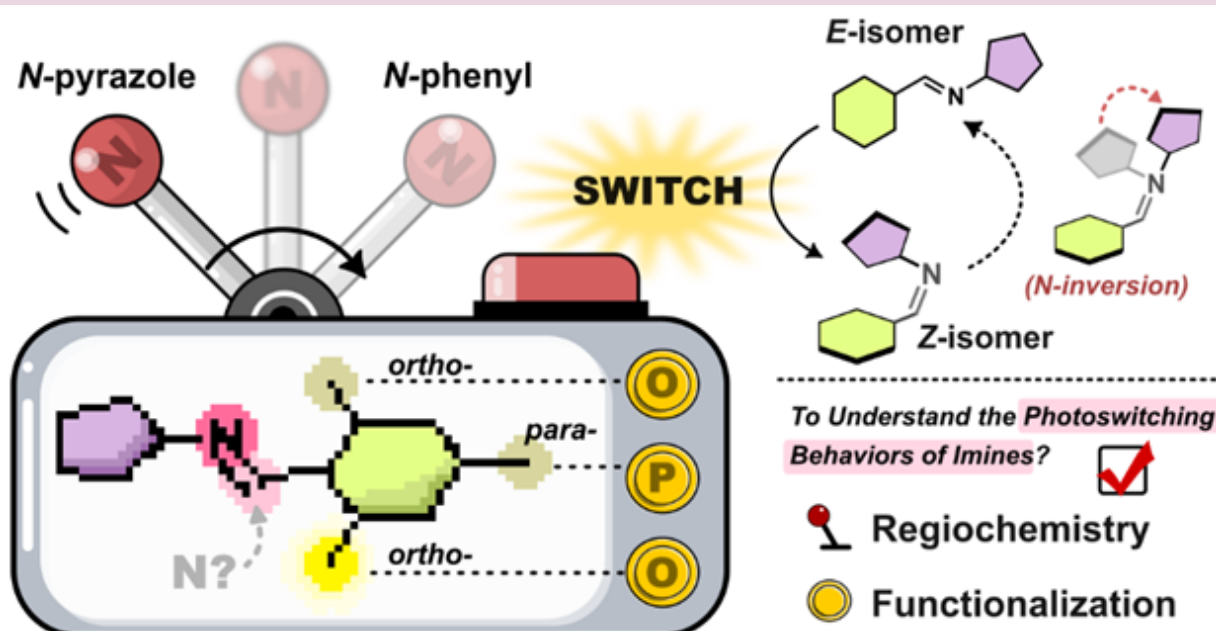 N-pyrazole
N
N-phenyl
N
N
SWITCH
E-isomer
N
N
Z-isomer
N
(N-inversion)
ortho-
O
para-
P
N
N?
ortho-
O
To Understand the Photoswitching
Behaviors of Imines?
Regiochemistry
Functionalization